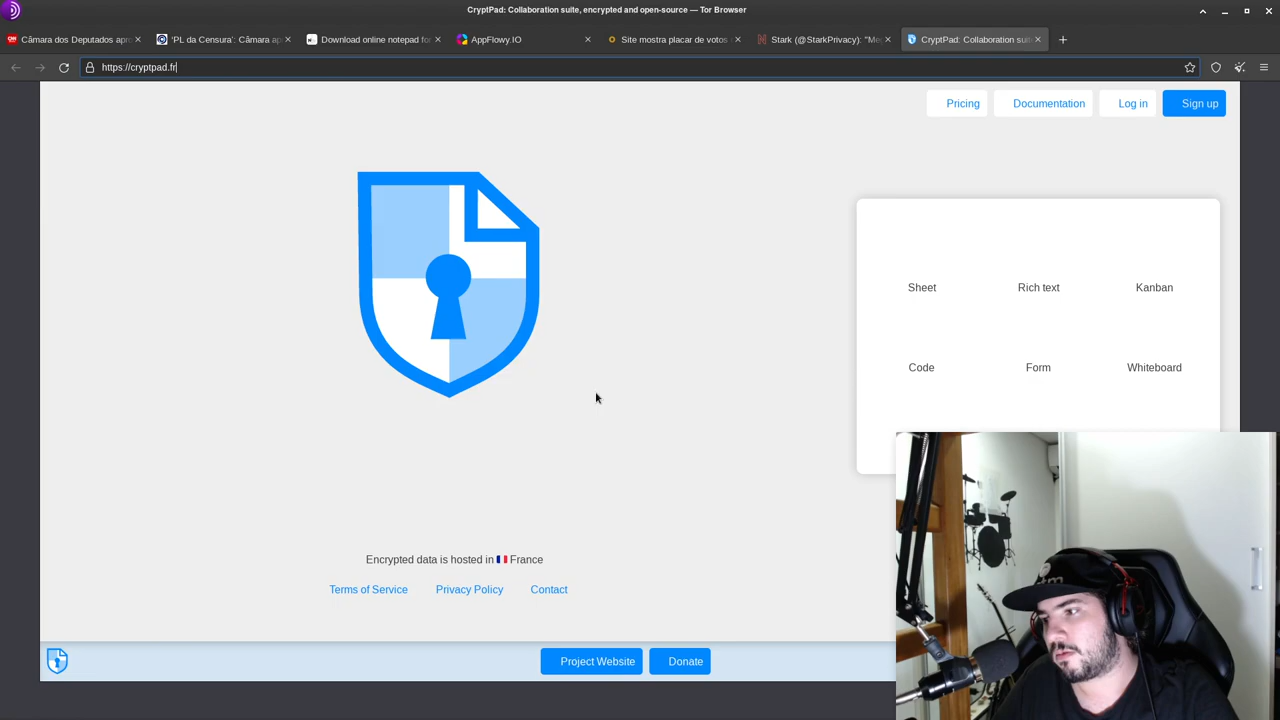 CryptPad: Collaboration suite, encrypted and open-source — Tor Browser
Câmara dos Deputados apro
'PL da Censura': Câmara ap
Download online notepad for
AppFlowy.IO
Site mostra placar de votos
Stark (@StarkPrivacy): "Me
CryptPad: Collaboration suit
https://cryptpad.fr
Pricing
Documentation
Log in
Sign up
Sheet
Rich text
Kanban
Code
Form
Whiteboard
Encrypted data is hosted in France
Terms of Service
Privacy Policy
Contact
Project Website
Donate